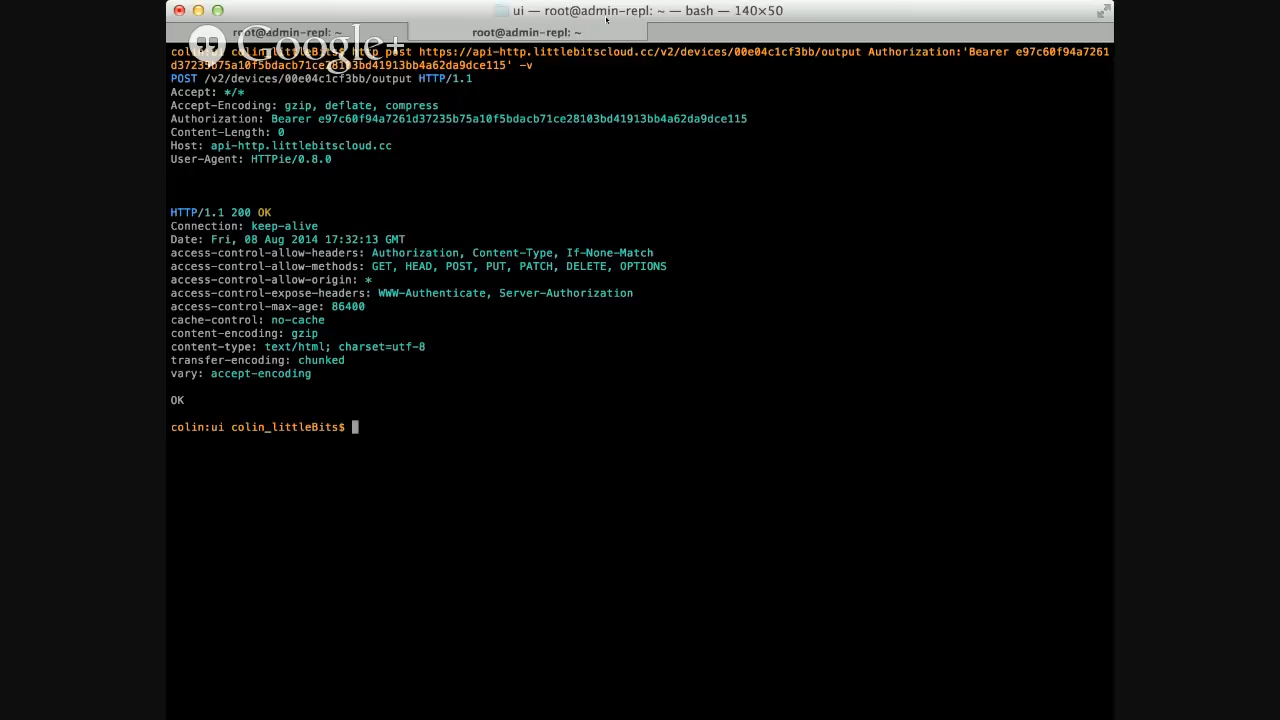 ui — root@admin-repl: ~ — bash — 140×50
root@admin-repl: ~
root@admin-repl: ~
Google+
colin:ui colin_littleBits$ http post https://api-http.littlebitscloud.cc/v2/devices/00e04c1cf3bb/output Authorization:'Bearer e97c60f94a7261
d37235b75a10f5bdacb71ce28103bd41913bb4a62da9dce115' -v
POST /v2/devices/00e04c1cf3bb/output HTTP/1.1
Accept: */*
Accept-Encoding: gzip, deflate, compress
Authorization: Bearer e97c60f94a7261d37235b75a10f5bdacb71ce28103bd41913bb4a62da9dce115
Content-Length: 0
Host: api-http.littlebitscloud.cc
User-Agent: HTTPie/0.8.0
HTTP/1.1 200 OK
Connection: keep-alive
Date: Fri, 08 Aug 2014 17:32:13 GMT
access-control-allow-headers: Authorization, Content-Type, If-None-Match
access-control-allow-methods: GET, HEAD, POST, PUT, PATCH, DELETE, OPTIONS
access-control-allow-origin: *
access-control-expose-headers: WWW-Authenticate, Server-Authorization
access-control-max-age: 86400
cache-control: no-cache
content-encoding: gzip
content-type: text/html; charset=utf-8
transfer-encoding: chunked
vary: accept-encoding
OK
colin:ui colin_littleBits$